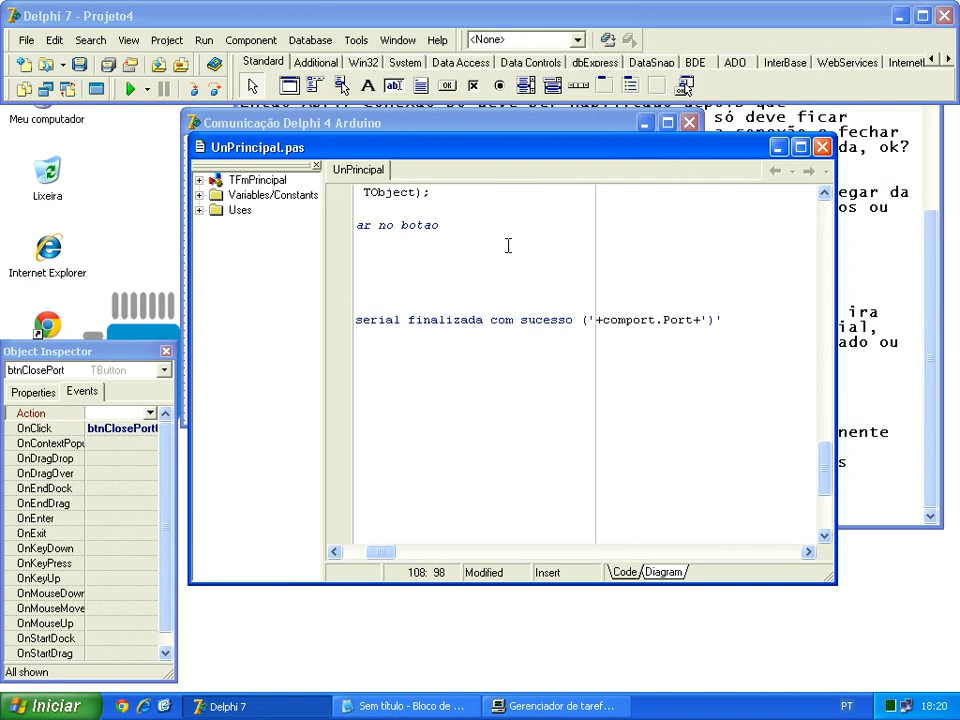 Delphi 7 - Projeto4
File Edit Search View Project Run Component Database Tools Window Help <None>
Standard Additional Win32 System Data Access Data Controls dbExpress DataSnap BDE ADO InterBase WebServices Internet
Meu computador
só deve ficar
Comunicação Delphi 4 Arduino
a conexão e fechar
da, ok?
UnPrincipal.pas
UnPrincipal
TFmPrincipal
Variables/Constants
Uses
TObject);
egar da
os ou
Lixeira
ar no botao
Internet Explorer
ira
ial,
ado ou
serial finalizada com sucesso ('+comport.Port+')'
Object Inspector
btnClosePort TButton
Properties Events
Action
OnClick btnClosePort
OnContextPopu
OnDragDrop
OnDragOver
OnEndDock
OnEndDrag
OnEnter
OnExit
OnKeyDown
OnKeyPress
OnKeyUp
OnMouseDown
OnMouseMove
OnMouseUp
OnStartDock
OnStartDrag
All shown
nente
s
108: 98 Modified Insert Code Diagram
Iniciar Delphi 7 Sem título - Bloco de ... Gerenciador de taref... PT 18:20